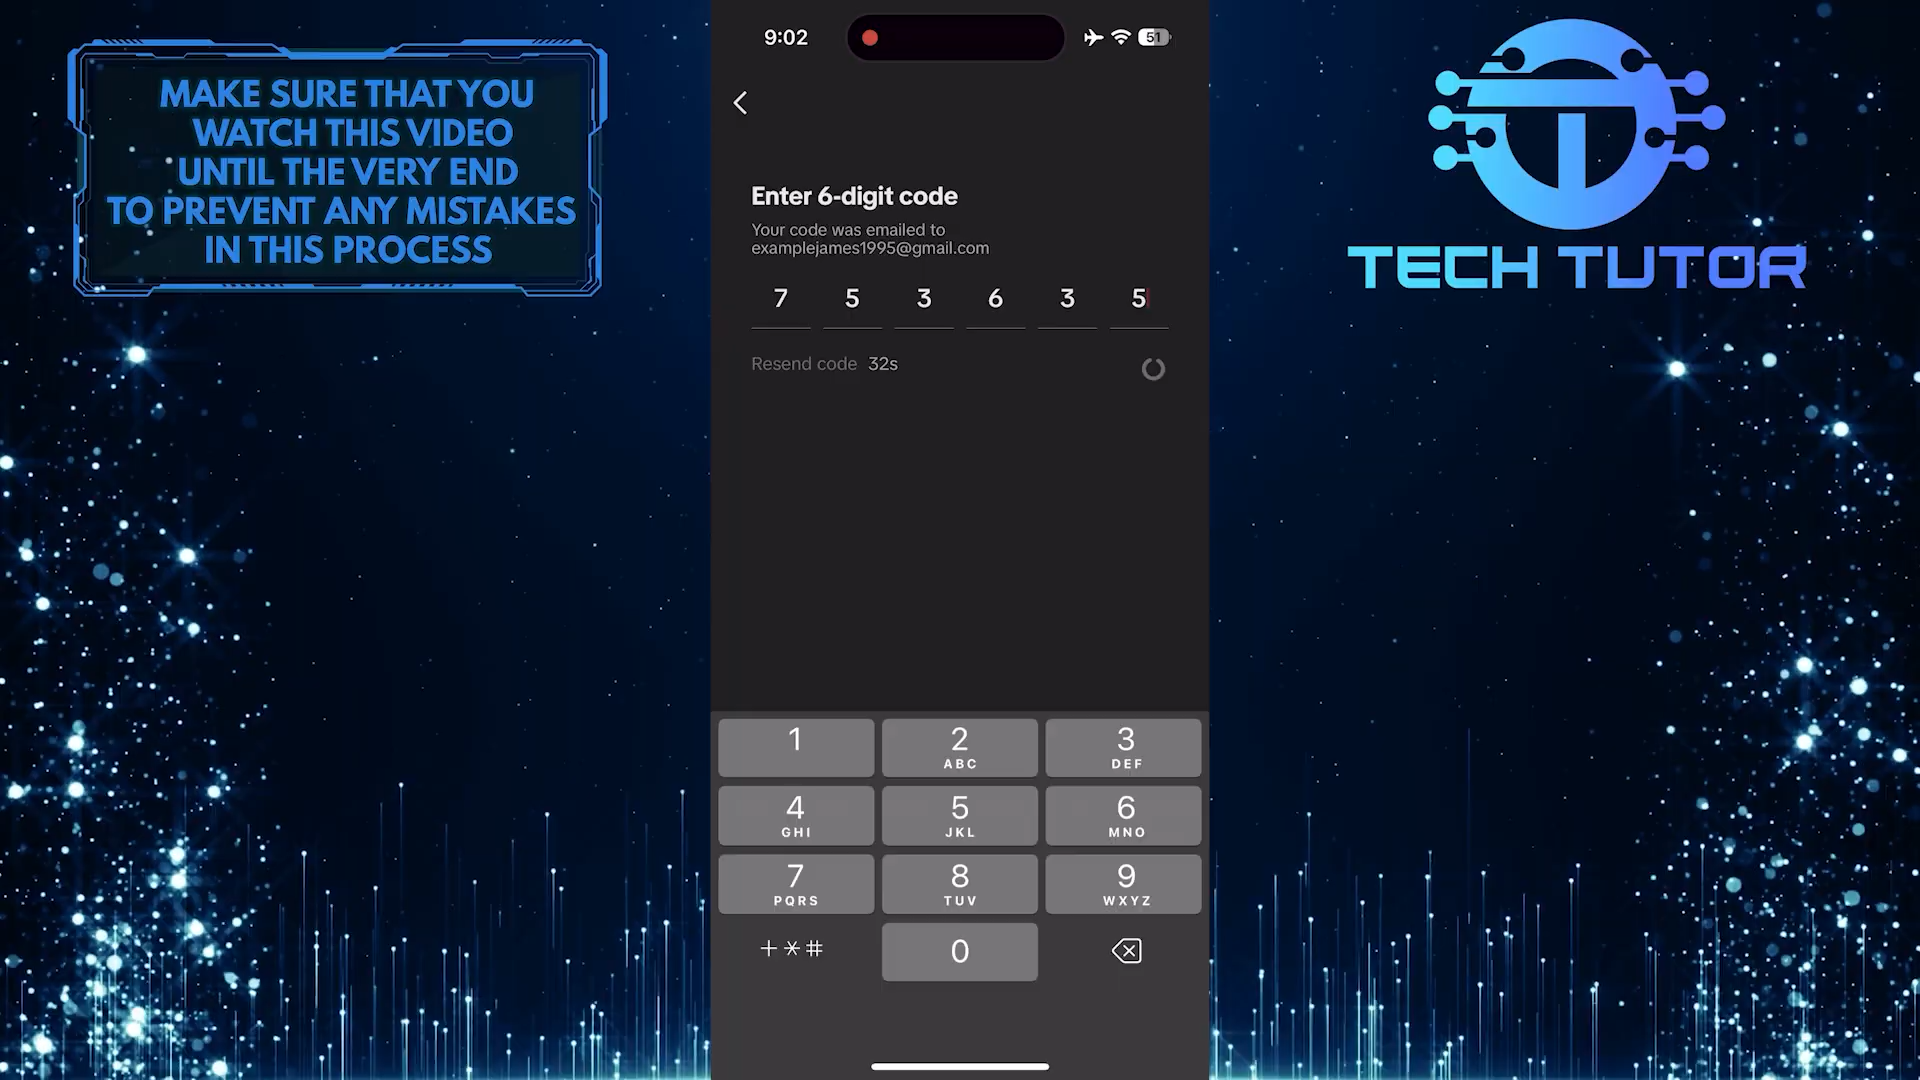 MAKE SURE THAT YOU
WATCH THIS VIDEO
UNTIL THE VERY END
TO PREVENT ANY MISTAKES
IN THIS PROCESS
9:02
51
Enter 6-digit code
Your code was emailed to
examplejames1995@gmail.com
7 5 3 6 3 5
Resend code 32s
1 2 3
ABC DEF
4 5 6
GHI JKL MNO
7 8 9
PQRS TUV WXYZ
+*# 0
TECH TUTOR